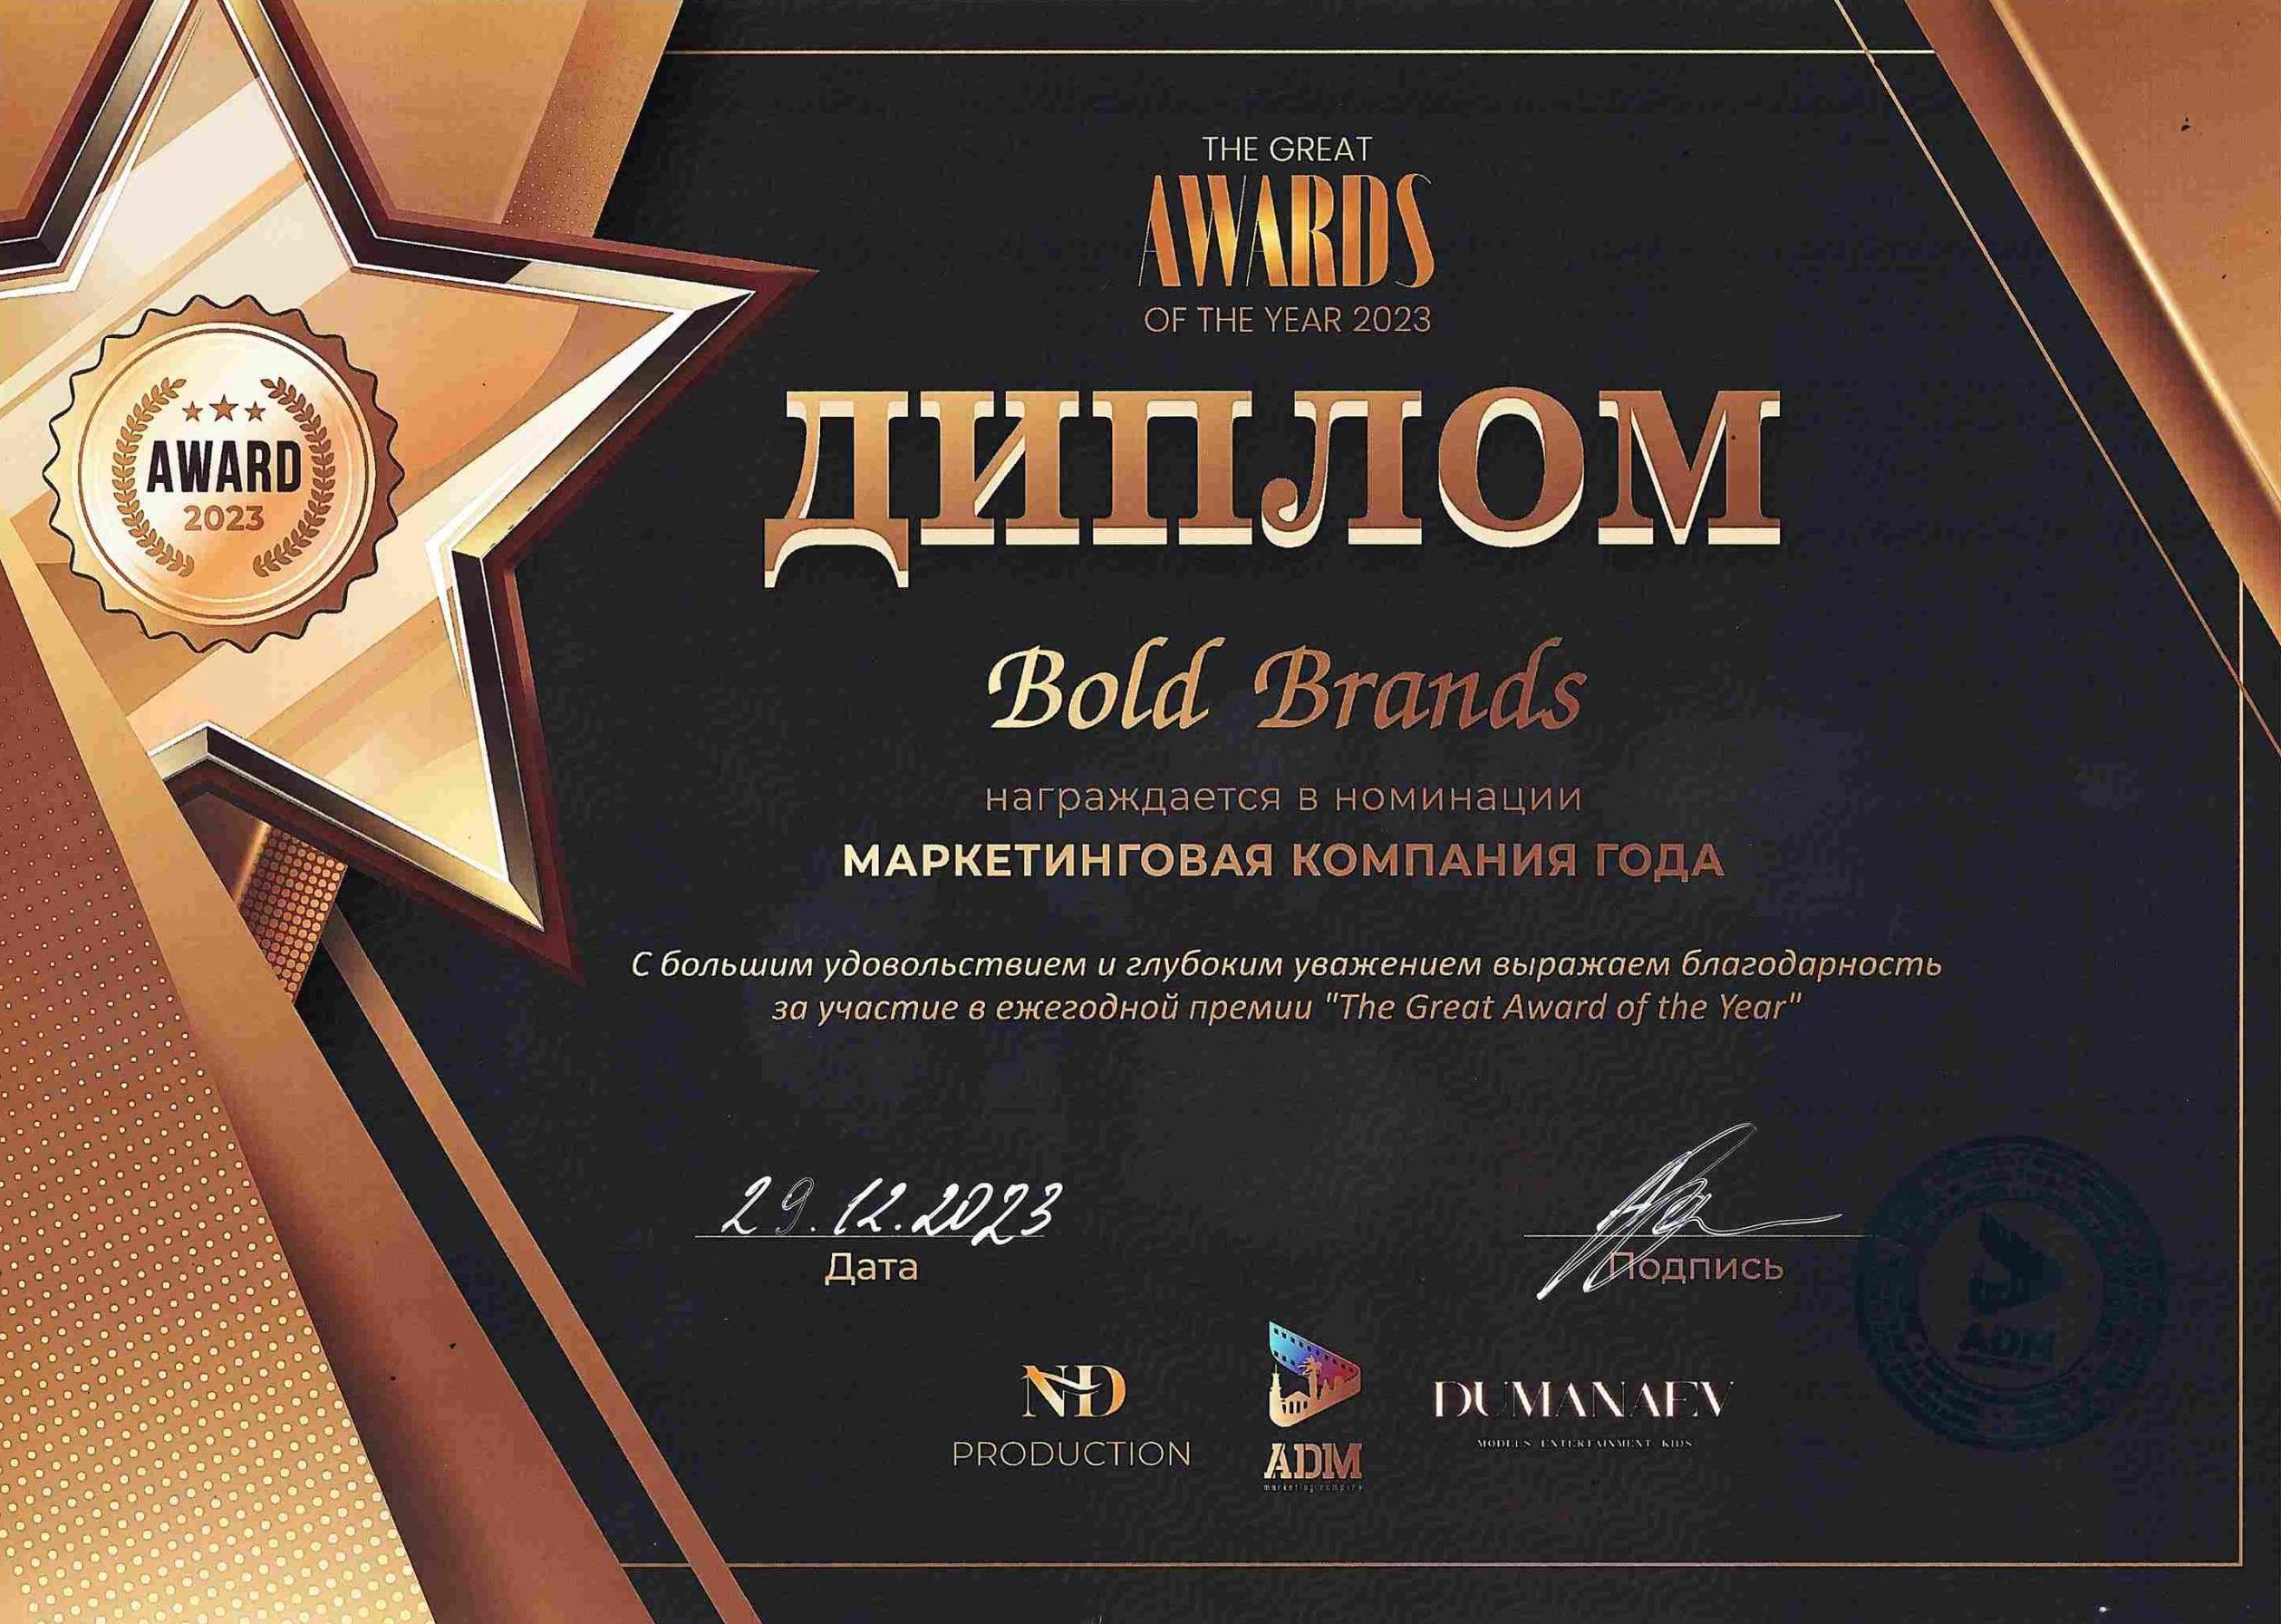 THE GREAT
AWARDS
OF THE YEAR 2023
AWARD
2023
ДИПЛОМ
Bold Brands
награждается в номинации
МАРКЕТИНГОВАЯ КОМПАНИЯ ГОДА
С большим удовольствием и глубоким уважением выражаем благодарность
за участие в ежегодной премии "The Great Award of the Year"
29.12.2023
Дата
Подпись
ND
PRODUCTION
ADM
marketing company
DUMANAEV
MODELS ENTERTAINMENT KIDS
ADM